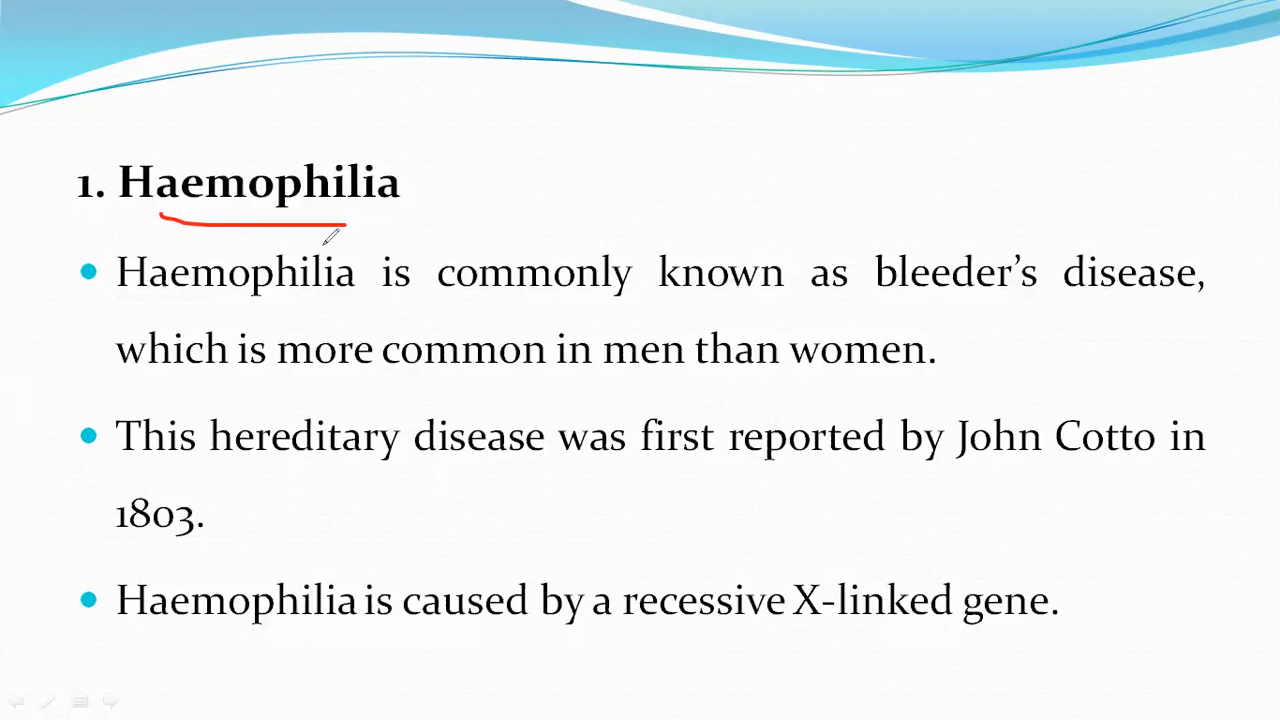 1. Haemophilia
• Haemophilia is commonly known as bleeder’s disease,
which is more common in men than women.
• This hereditary disease was first reported by John Cotto in
1803.
• Haemophilia is caused by a recessive X-linked gene.